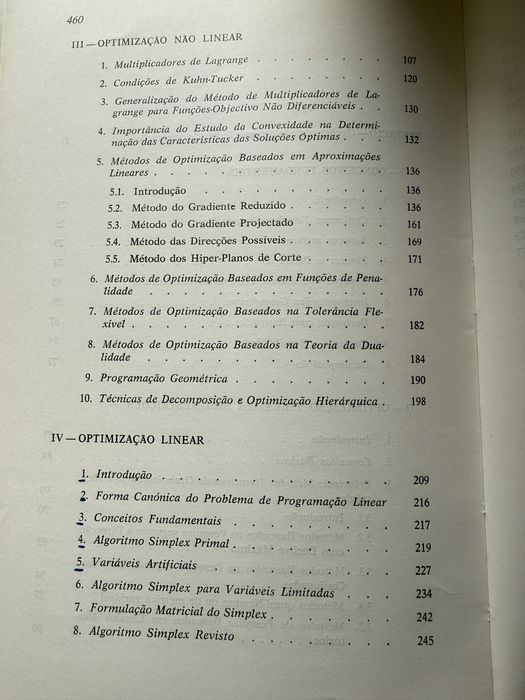 460
III — OPTIMIZAÇÃO NÃO LINEAR
1. Multiplicadores de Lagrange . . . . . . . 107
2. Condições de Kuhn-Tucker . . . . . . . 120
3. Generalização do Método de Multiplicadores de La-
grange para Funções-Objectivo Não Diferenciáveis . . 130
4. Importância do Estudo da Convexidade na Determi-
nação das Características das Soluções Óptimas . . . 132
5. Métodos de Optimização Baseados em Aproximações
Lineares . . . . . . . . . . . . . 136
5.1. Introdução . . . . . . . . . 136
5.2. Método do Gradiente Reduzido . . . . . 136
5.3. Método do Gradiente Projectado . . . . 161
5.4. Método das Direcções Possíveis . . . . . 169
5.5. Método dos Hiper-Planos de Corte . . . . 171
6. Métodos de Optimização Baseados em Funções de Pena-
lidade . . . . . . . . . . . . . 176
7. Métodos de Optimização Baseados na Tolerância Fle-
xível . . . . . . . . . . . . . . 182
8. Métodos de Optimização Baseados na Teoria da Dua-
lidade . . . . . . . . . . . . . 184
9. Programação Geométrica . . . . . . . . 190
10. Técnicas de Decomposição e Optimização Hierárquica . 198
IV — OPTIMIZAÇÃO LINEAR
1. Introdução . . . . . . . . . . . . 209
2. Forma Canónica do Problema de Programação Linear 216
3. Conceitos Fundamentais . . . . . . . . 217
4. Algoritmo Simplex Primal . . . . . . . . 219
5. Variáveis Artificiais . . . . . . . . . 227
6. Algoritmo Simplex para Variáveis Limitadas . . . 234
7. Formulação Matricial do Simplex . . . . . . 242
8. Algoritmo Simplex Revisto . . . . . . . . 245